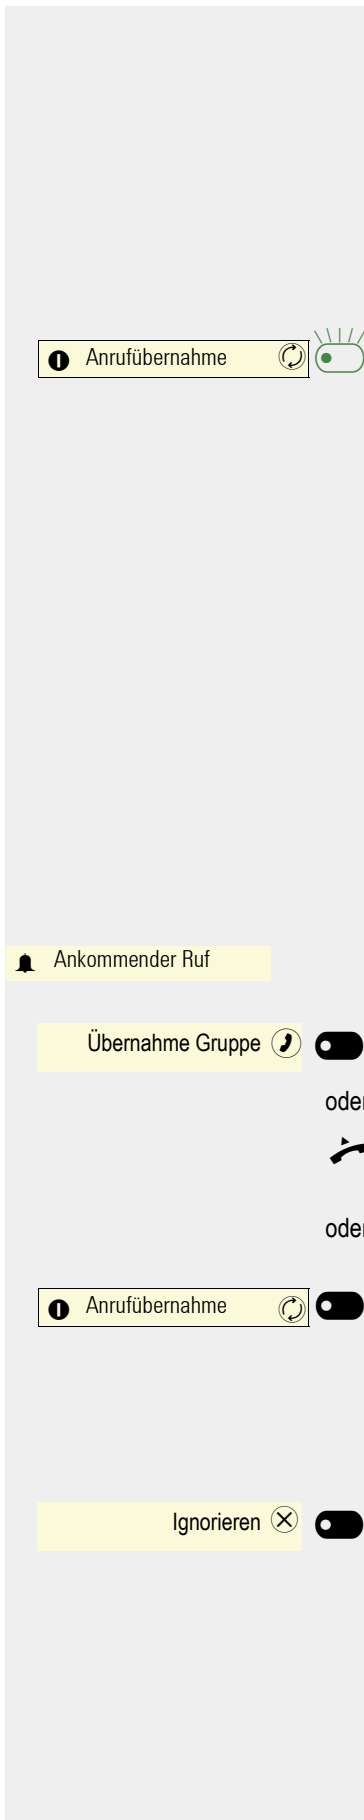 Anrufübernahme
Ankommender Ruf
Übernahme Gruppe
oder
oder
Anrufübernahme
Ignorieren